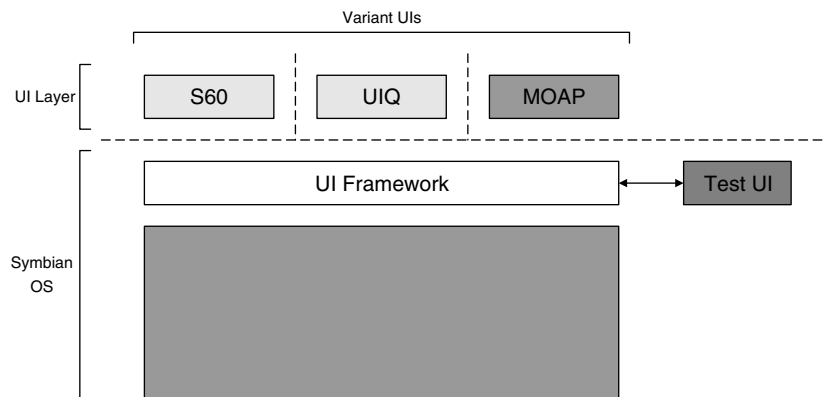 Variant UIs
UI Layer
S60
UIQ
MOAP
UI Framework
Test UI
Symbian
OS